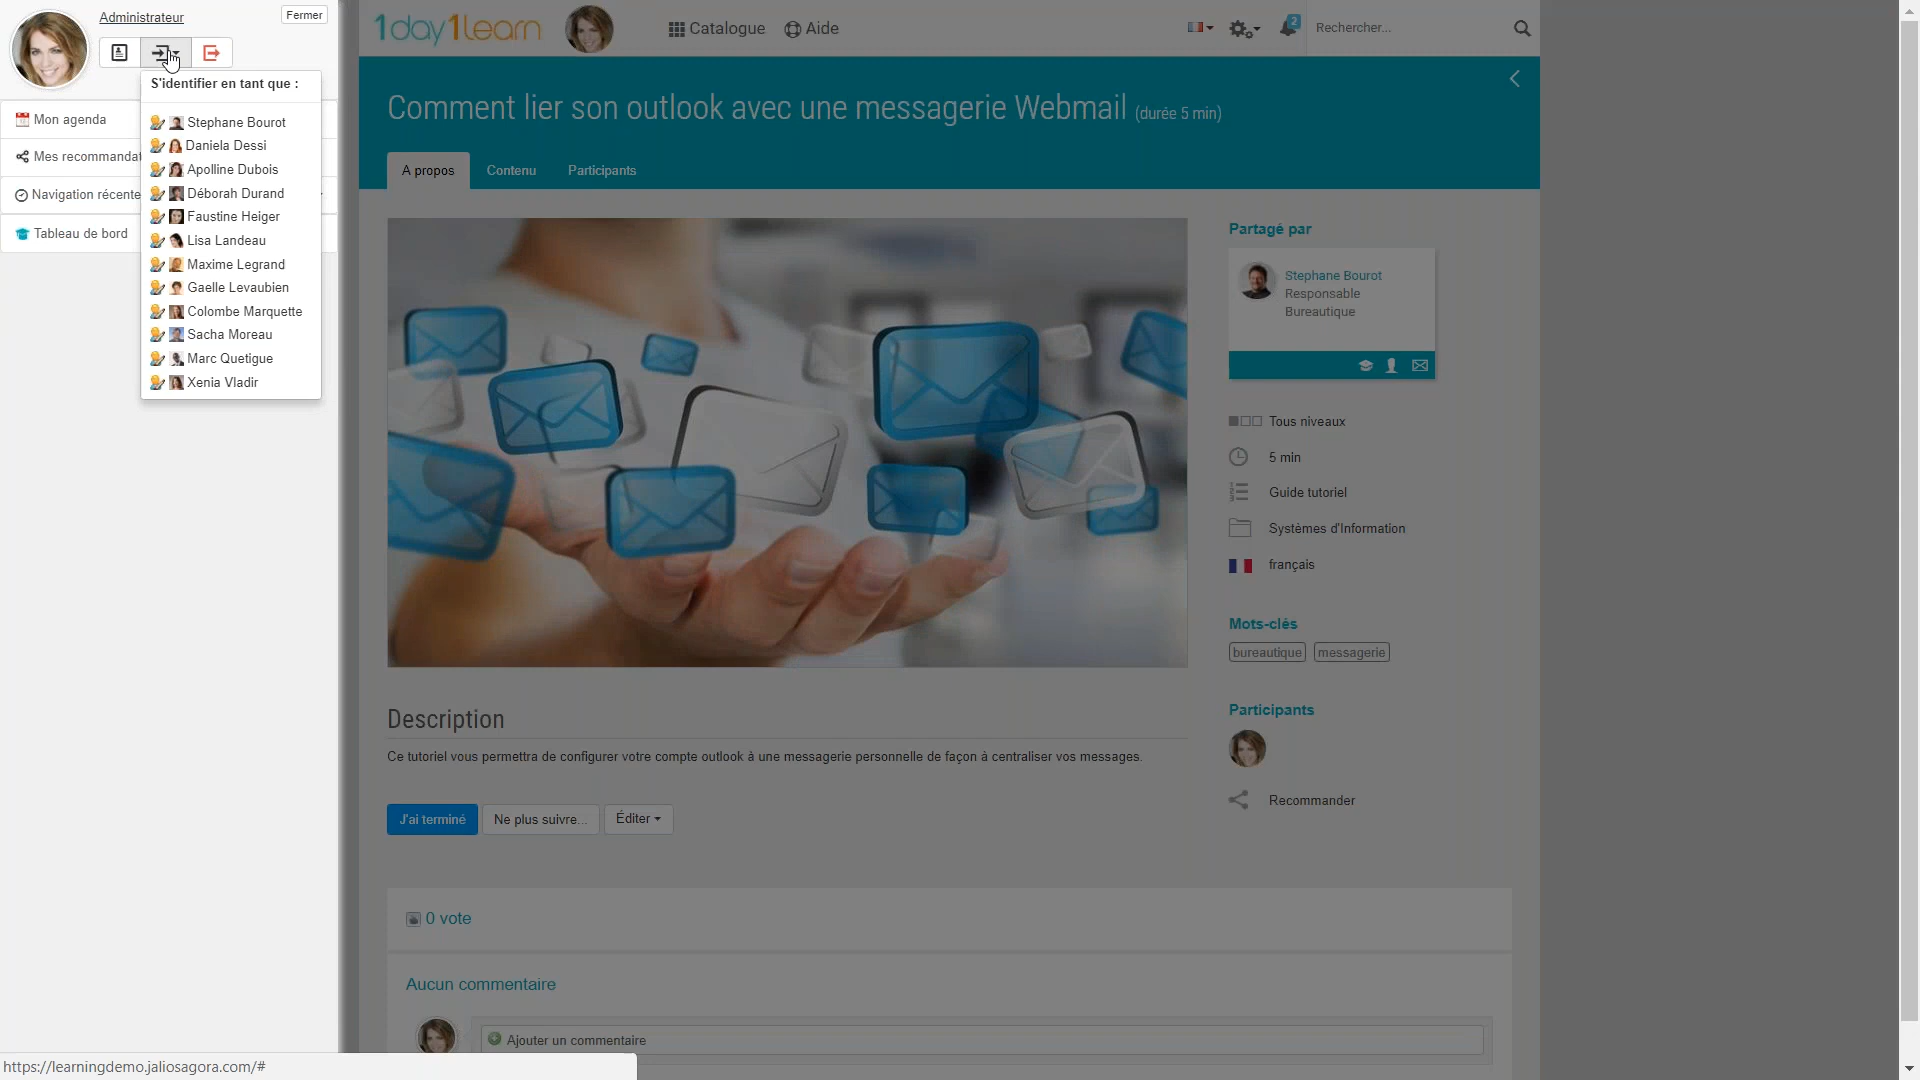 Administrateur
Fermer
S'identifier en tant que :
Stephane Bourot
Daniela Dessi
Apolline Dubois
Déborah Durand
Faustine Heiger
Lisa Landeau
Maxime Legrand
Gaelle Levaubien
Colombe Marquette
Sacha Moreau
Marc Quetigue
Xenia Vladir
Mon agenda
Mes recommandat
Navigation récente
Tableau de bord
1day1learn
Catalogue
Aide
2
Rechercher...
Comment lier son outlook avec une messagerie Webmail (durée 5 min)
A propos
Contenu
Participants
Partagé par
Stephane Bourot
Responsable
Bureautique
Tous niveaux
5 min
Guide tutoriel
Systèmes d'Information
français
Mots-clés
bureautique
messagerie
Participants
Recommander
Description
Ce tutoriel vous permettra de configurer votre compte outlook à une messagerie personnelle de façon à centraliser vos messages.
J'ai terminé
Ne plus suivre...
Éditer
0 vote
Aucun commentaire
Ajouter un commentaire
https://learningdemo.jaliosagora.com/#